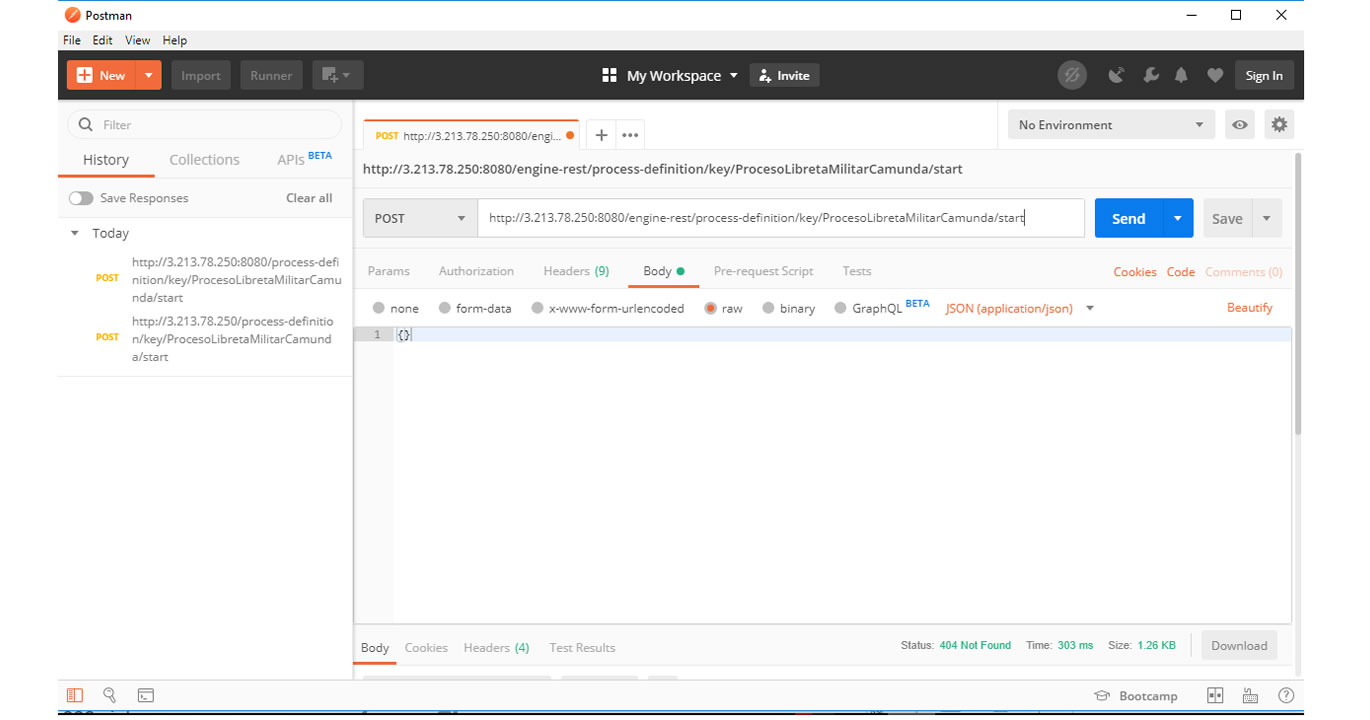 Postman
File Edit View Help
New Import Runner My Workspace Invite Sign In
Filter
History Collections APIs BETA
Save Responses Clear all
Today
POST http://3.213.78.250:8080/process-defi
nition/key/ProcesoLibretaMilitarCamu
nda/start
POST http://3.213.78.250/process-definitio
n/key/ProcesoLibretaMilitarCamund
a/start
POST http://3.213.78.250:8080/engi...
No Environment
http://3.213.78.250:8080/engine-rest/process-definition/key/ProcesoLibretaMilitarCamunda/start
POST http://3.213.78.250:8080/engine-rest/process-definition/key/ProcesoLibretaMilitarCamunda/start Send Save
Params Authorization Headers (9) Body Pre-request Script Tests Cookies Code Comments (0)
none form-data x-www-form-urlencoded raw binary GraphQL BETA JSON (application/json) Beautify
1 {}
Body Cookies Headers (4) Test Results Status: 404 Not Found Time: 303 ms Size: 1.26 KB Download
Bootcamp